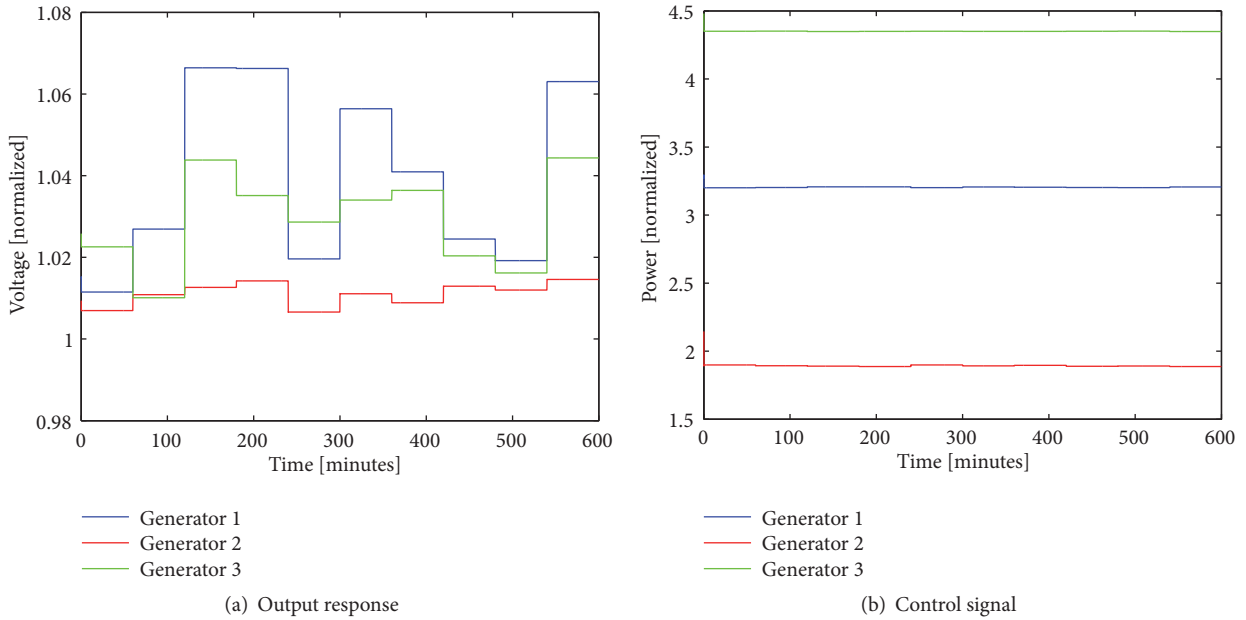 1.08
1.06
1.04
1.02
1
0.98
Voltage [normalized]
0 100 200 300 400 500 600
Time [minutes]
Generator 1
Generator 2
Generator 3
(a) Output response
4.5
4
3.5
3
2.5
2
1.5
Power [normalized]
0 100 200 300 400 500 600
Time [minutes]
Generator 1
Generator 2
Generator 3
(b) Control signal